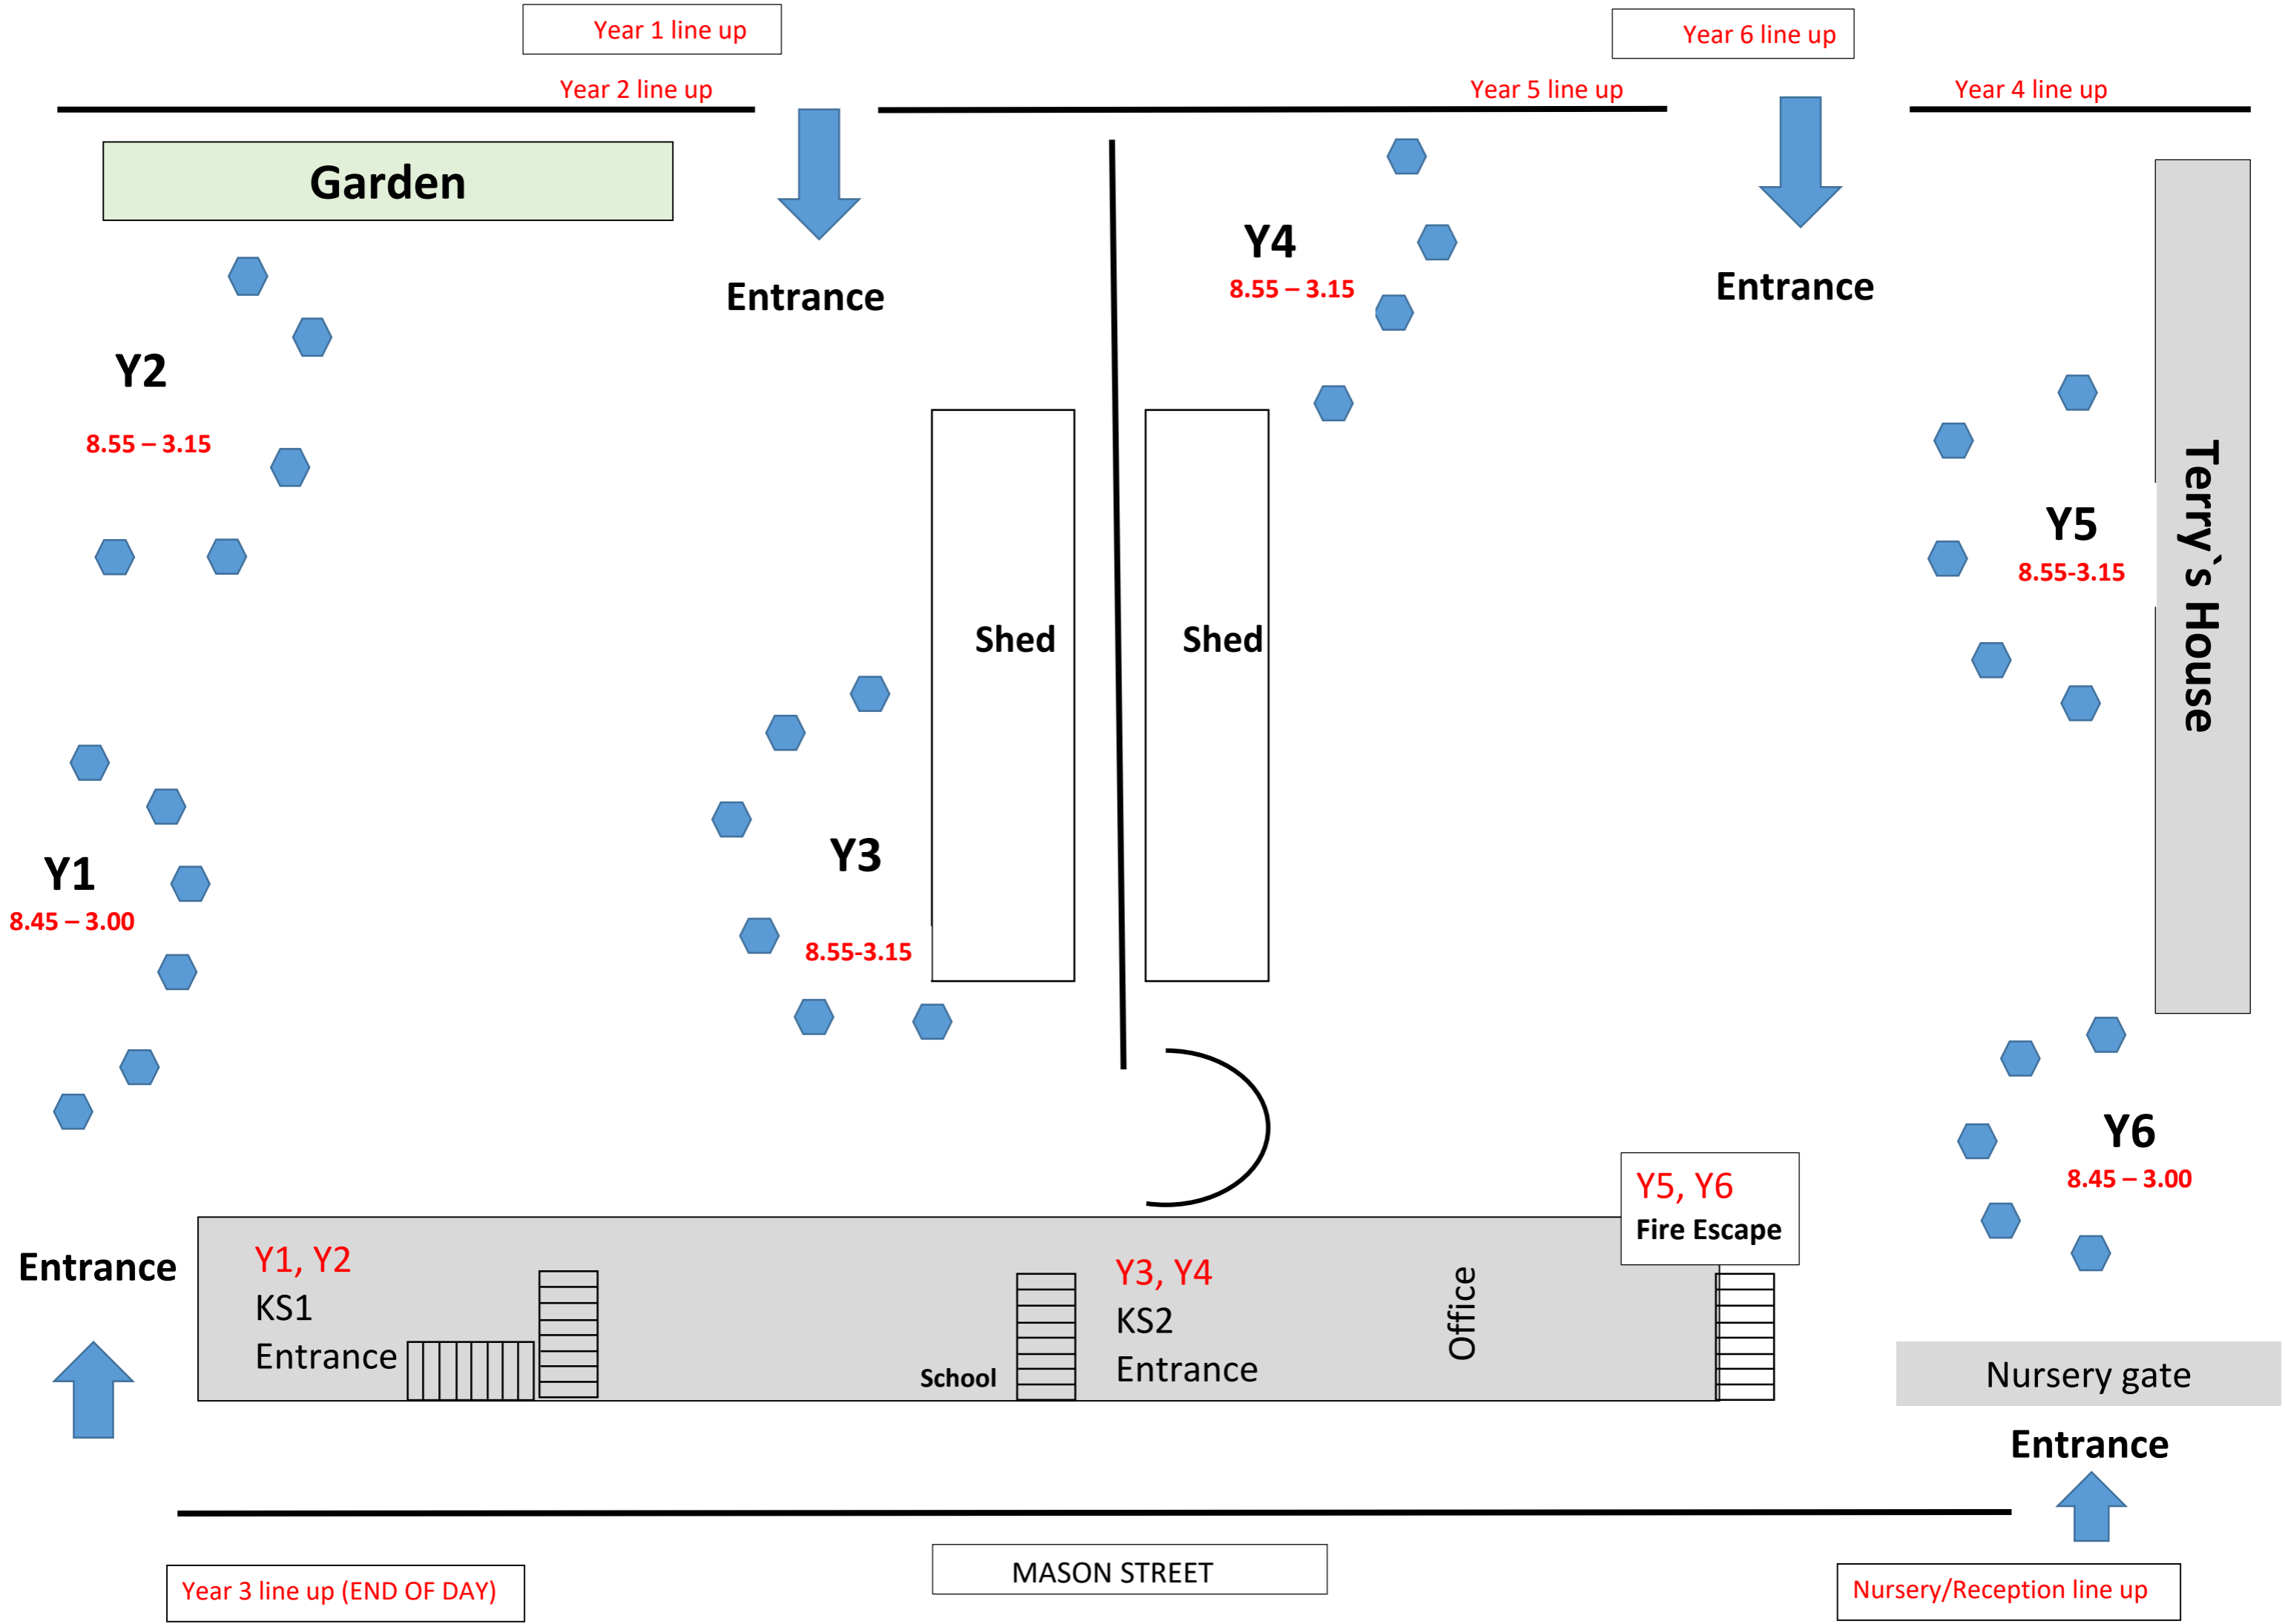 Year 1 line up
Year 6 line up
Year 2 line up
Year 5 line up
Year 4 line up
Garden
Entrance
Y4
8.55 – 3.15
Entrance
Y2
8.55 – 3.15
Terry`s House
Y5
8.55-3.15
Shed
Shed
Y1
8.45 – 3.00
Y3
8.55-3.15
Y6
8.45 – 3.00
Entrance
Y1, Y2
KS1
Entrance
School
Y3, Y4
KS2
Entrance
Office
Y5, Y6
Fire Escape
Nursery gate
Entrance
MASON STREET
Year 3 line up (END OF DAY)
Nursery/Reception line up